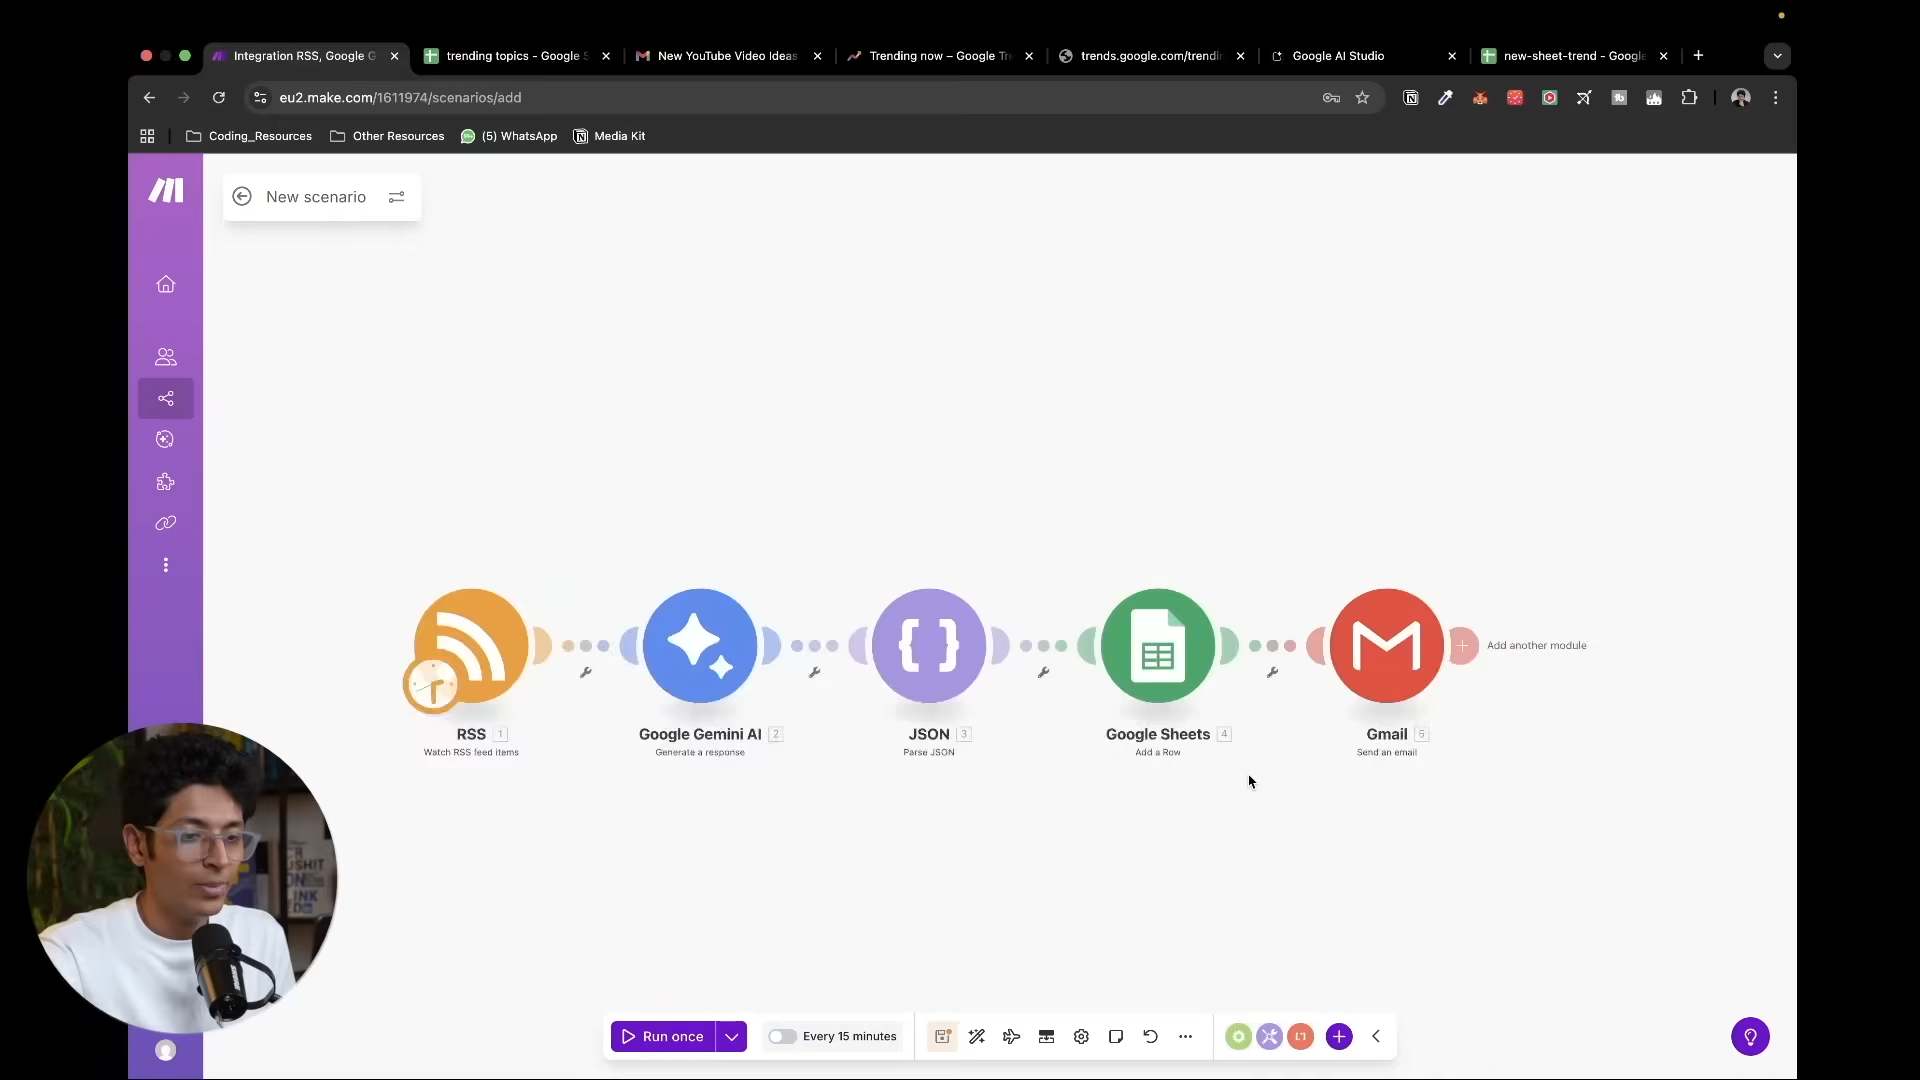 Integration RSS, Google G
trending topics - Google S
New YouTube Video Ideas
Trending now – Google Tr
trends.google.com/trendi
Google AI Studio
new-sheet-trend - Google
eu2.make.com/1611974/scenarios/add
Coding_Resources
Other Resources
(5) WhatsApp
Media Kit
New scenario
Add another module
RSS 1
Watch RSS feed items
Google Gemini AI 2
Generate a response
JSON 3
Parse JSON
Google Sheets 4
Add a Row
Gmail 5
Send an email
Run once
Every 15 minutes